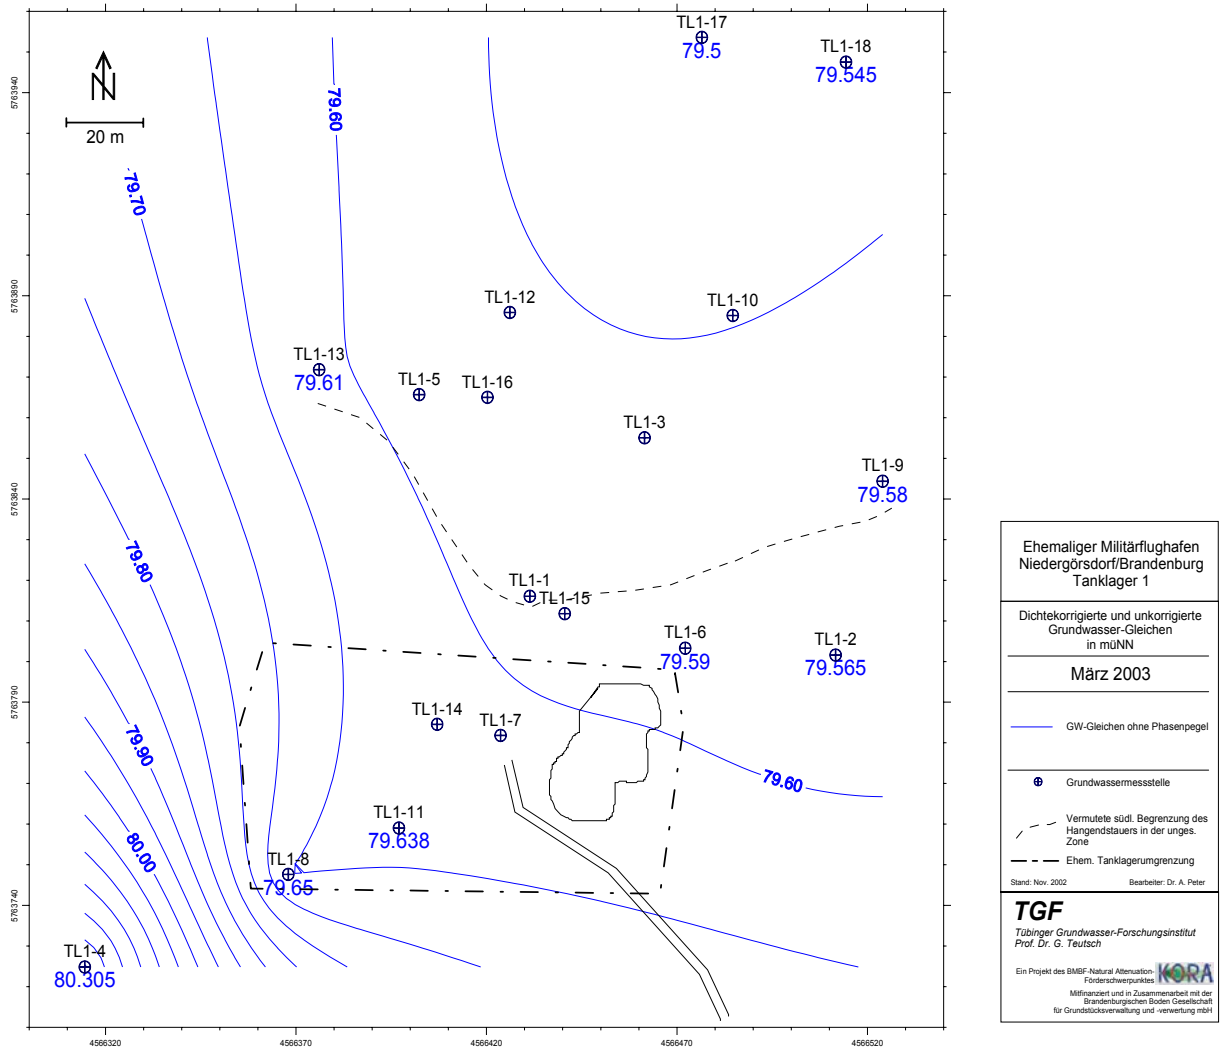 TL1-17
79.5
TL1-18
79.545
N
20 m
79.60
79.70
TL1-12
TL1-10
TL1-13
79.61
TL1-5
TL1-16
TL1-3
TL1-9
79.58
79.80
TL1-1
TL1-15
TL1-6
79.59
TL1-2
79.565
TL1-14
TL1-7
79.90
79.60
TL1-11
79.638
80.00
TL1-8
79.65
TL1-4
80.305
5763940
5763890
5763840
5763790
5763740
4566320
4566370
4566420
4566470
4566520
Ehemaliger Militärflughafen
Niedergörsdorf/Brandenburg
Tanklager 1
Dichtekorrigierte und unkorrigierte
Grundwasser-Gleichen
in müNN
März 2003
GW-Gleichen ohne Phasenpegel
Grundwassermessstelle
Vermutete südl. Begrenzung des
Hangendstauers in der unges.
Zone
Ehem. Tanklagerumgrenzung
Stand: Nov. 2002 Bearbeiter: Dr. A. Peter
TGF
Tübinger Grundwasser-Forschungsinstitut
Prof. Dr. G. Teutsch
Ein Projekt des BMBF-Natural Attenuation-
Förderschwerpunktes
KORA
Mitfinanziert und in Zusammenarbeit mit der
Brandenburgischen Boden Gesellschaft
für Grundstücksverwaltung und -verwertung mbH